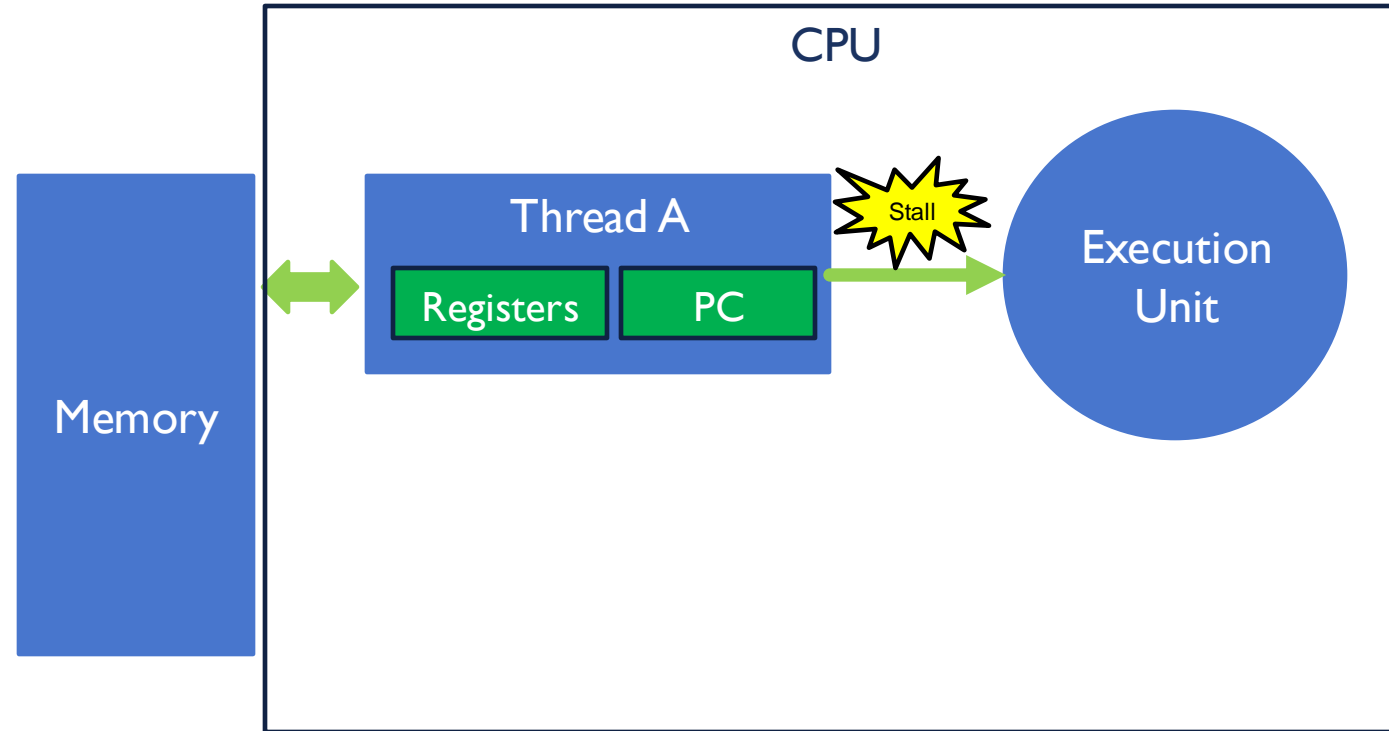 CPU
Memory
Thread A
Registers
PC
Stall
Execution
Unit